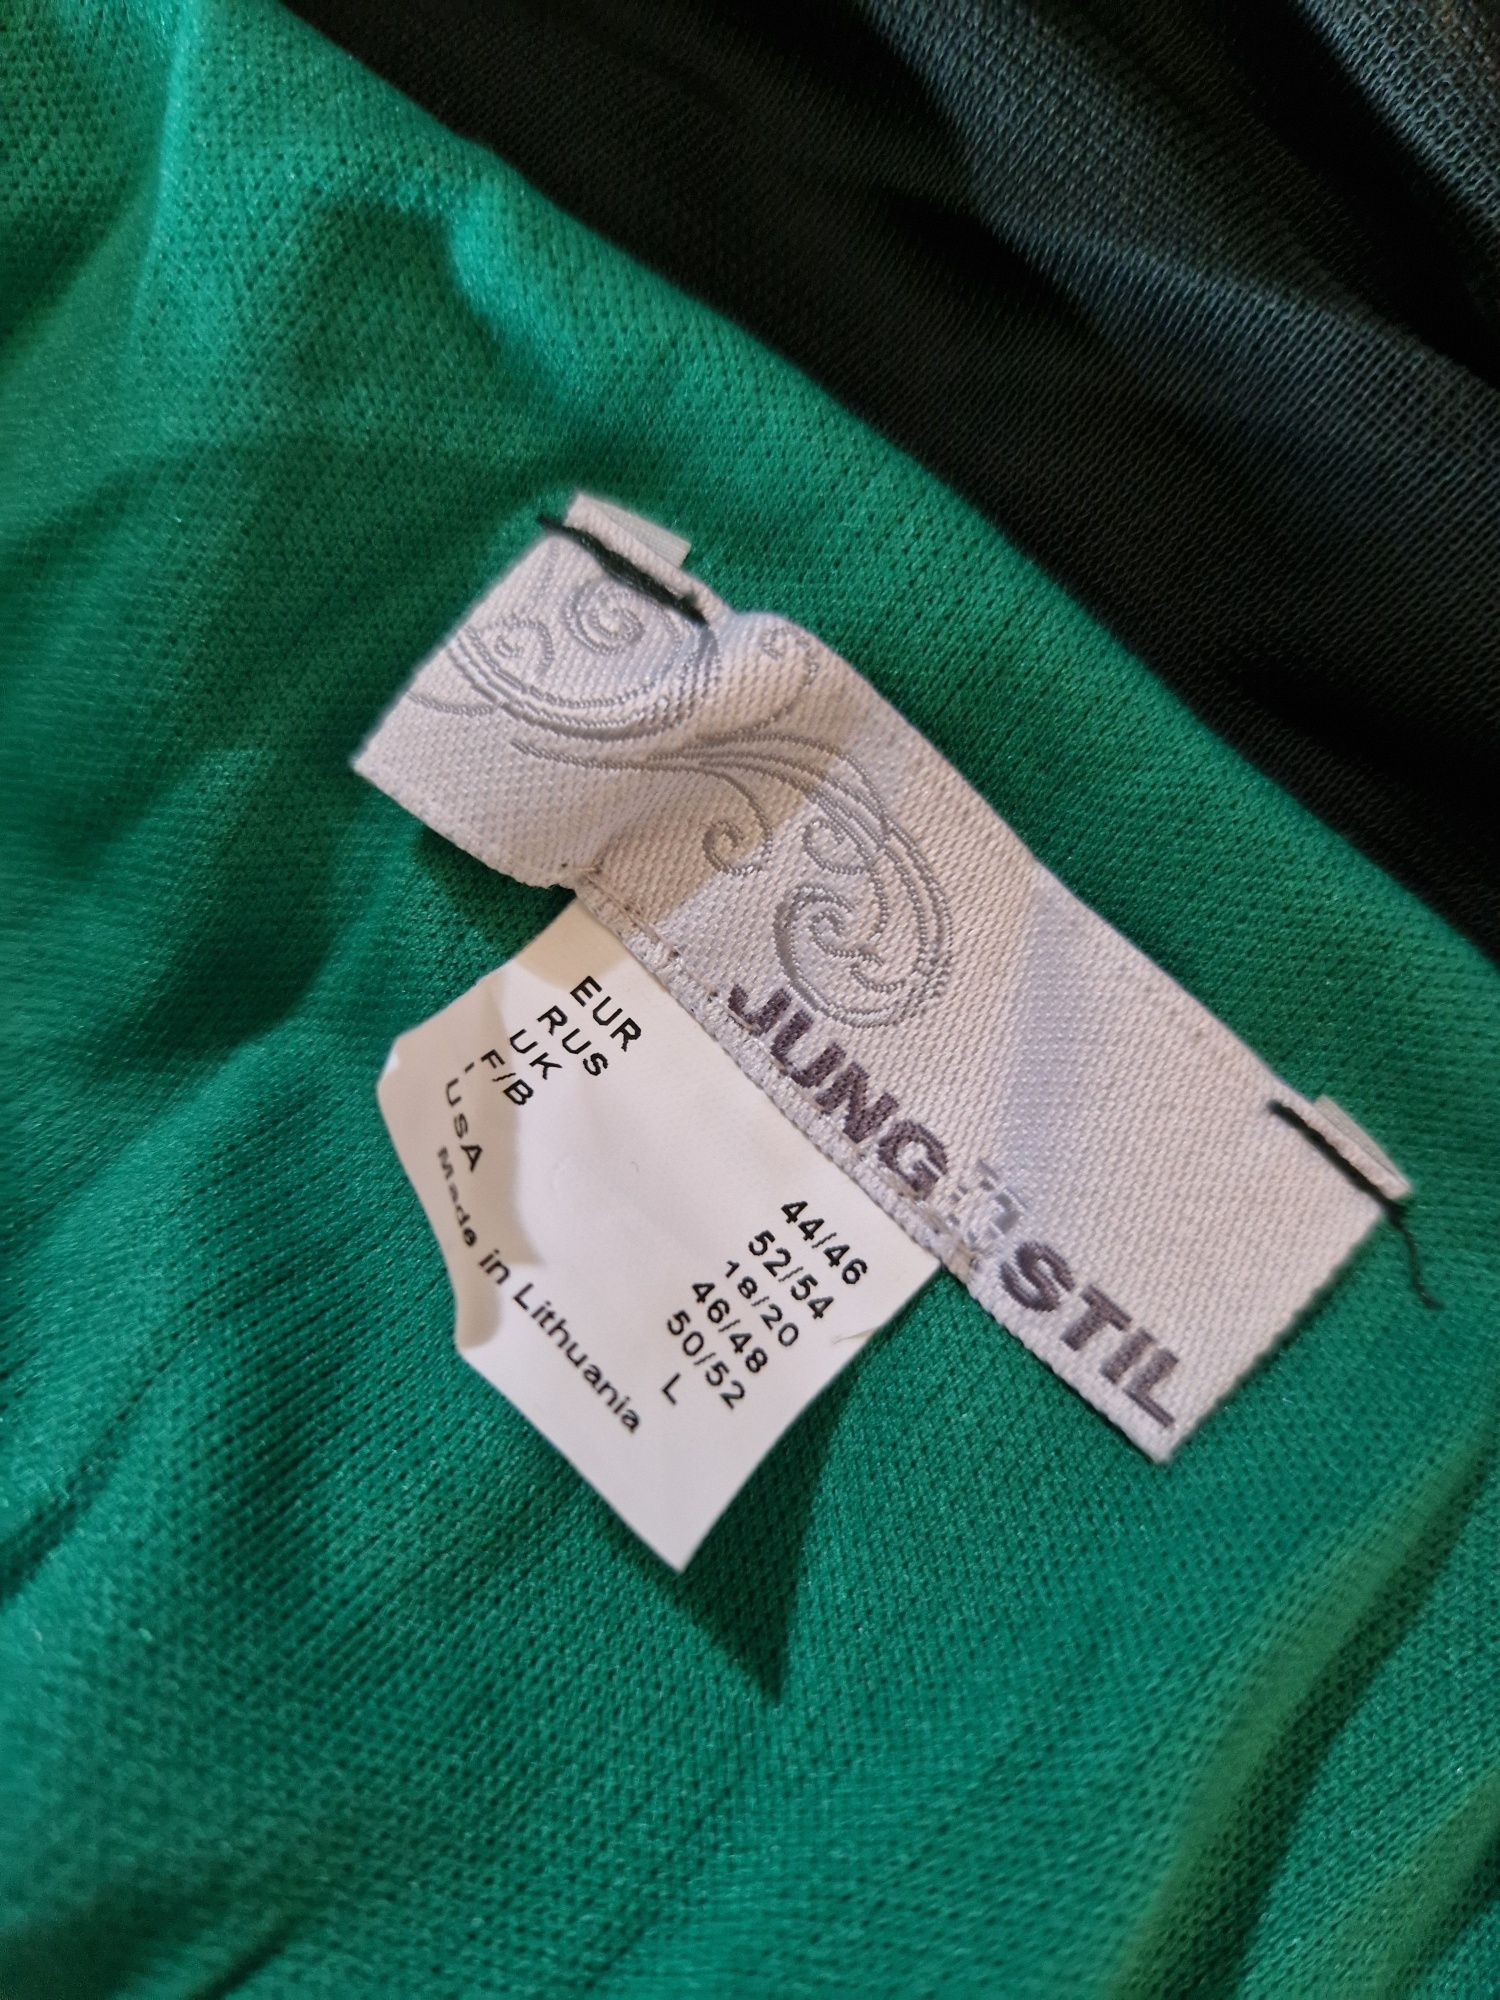 JUNG STIL
EUR 44/46
RUS 52/54
UK 18/20
F/B 46/48
50/52
USA L
Made in Lithuania